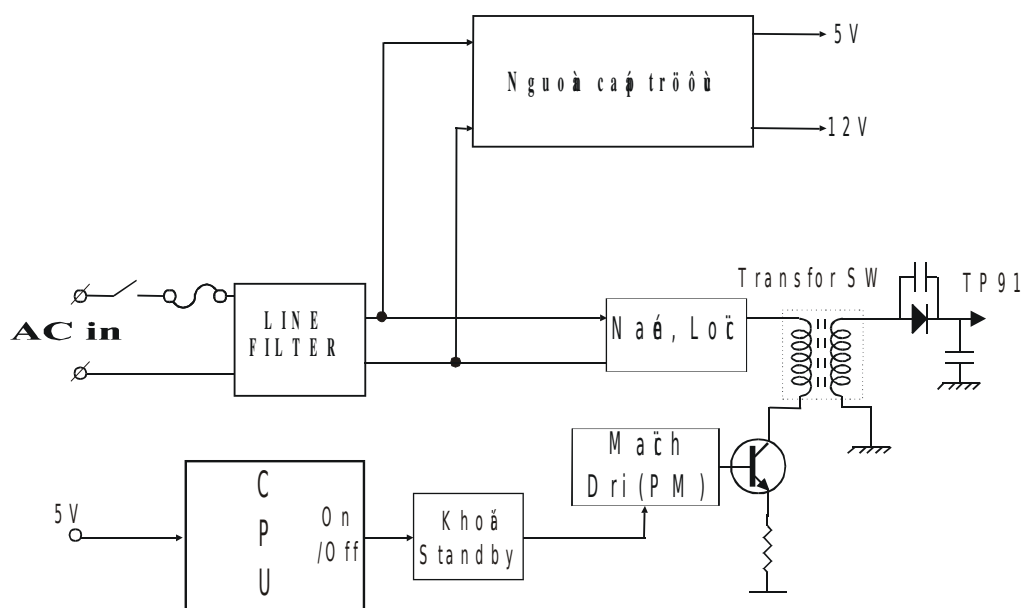 5V
Nguoàn caáp tröôùc
12V
Transfor SW
TP91
AC in
LINE
FILTER
Naén, Loïc
Maïch
Dri(PM)
5V
C
P
U
On
/Off
Khoaù
Standby